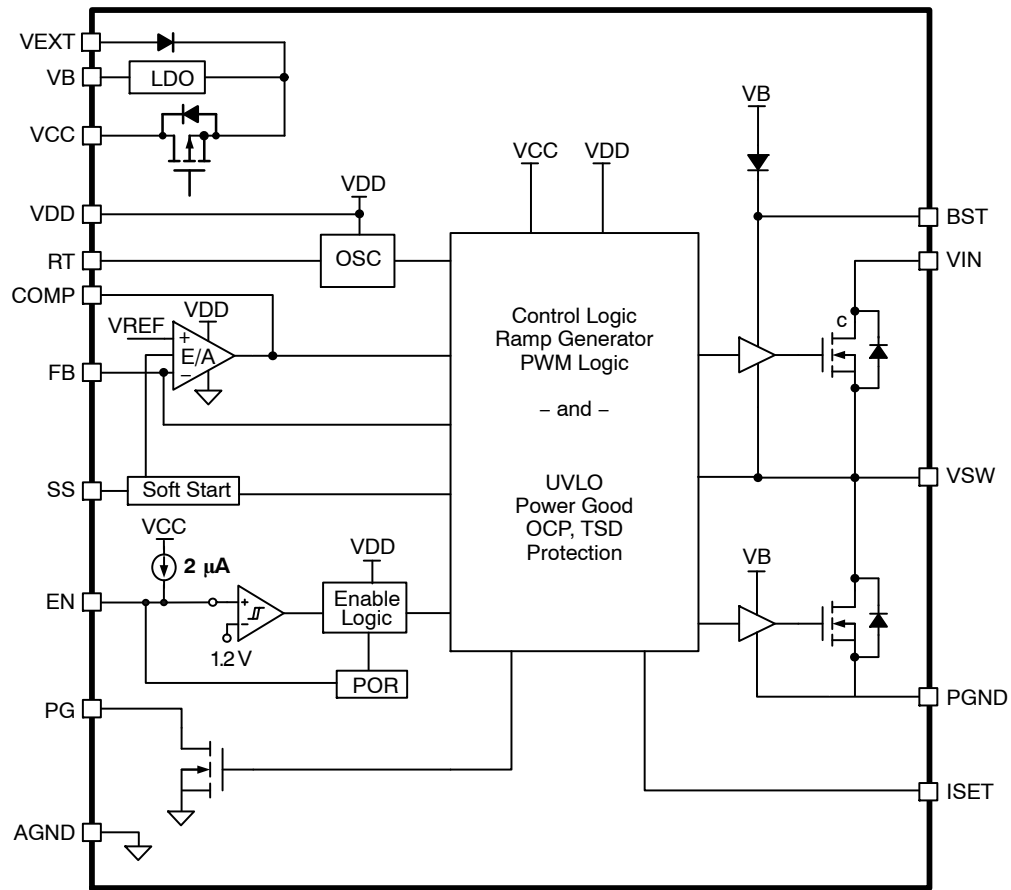 VEXT
VB
LDO
VCC
VDD
VDD
RT
OSC
COMP
VREF
VDD
+
E/A
−
FB
SS
Soft Start
VCC
2 μA
EN
+
−
1.2 V
VDD
Enable
Logic
POR
PG
AGND
VCC
VDD
Control Logic
Ramp Generator
PWM Logic
– and –
UVLO
Power Good
OCP, TSD
Protection
VB
BST
VIN
c
VSW
VB
PGND
ISET